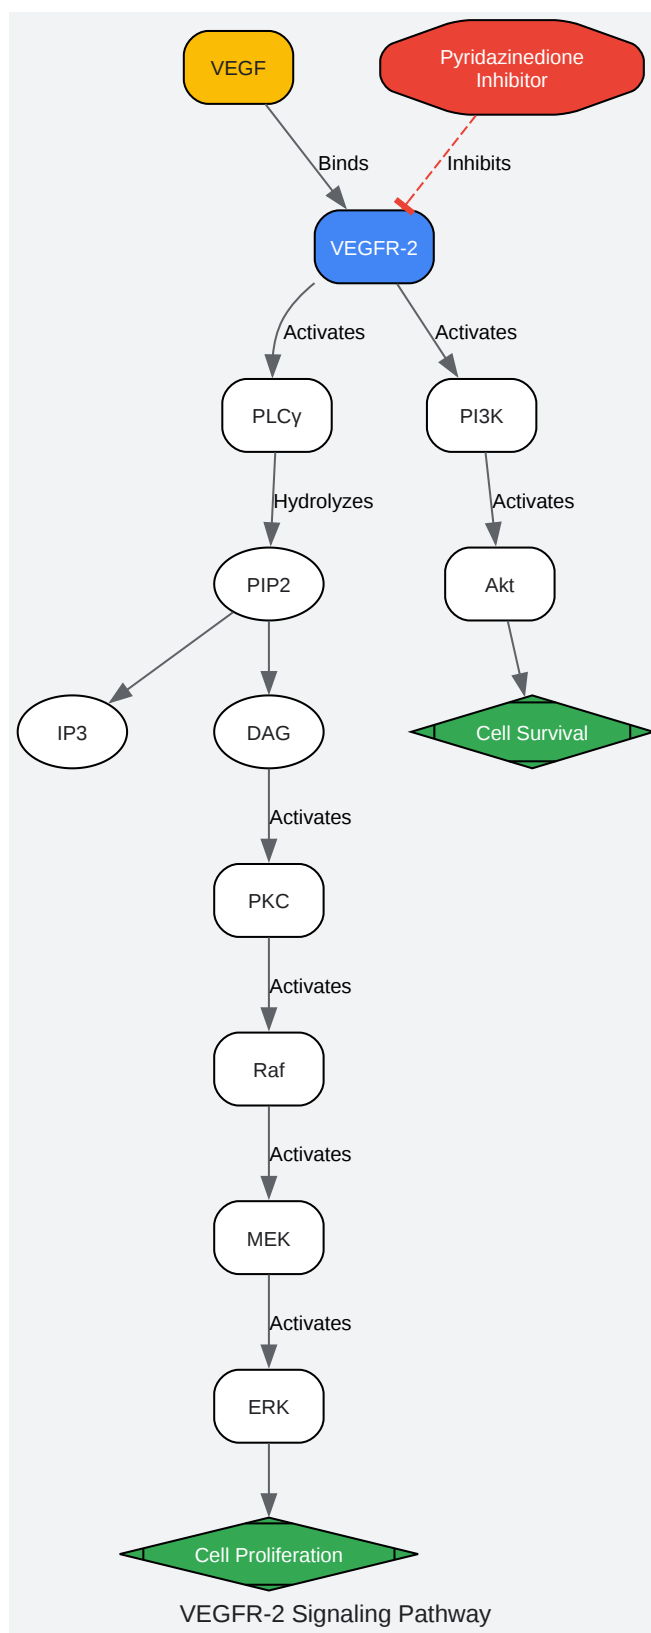 VEGF
Pyridazinedione
Inhibitor
Binds
Inhibits
VEGFR-2
Activates
Activates
PLCγ
PI3K
Hydrolyzes
Activates
PIP2
Akt
IP3
DAG
Cell Survival
Activates
PKC
Activates
Raf
Activates
MEK
Activates
ERK
Cell Proliferation
VEGFR-2 Signaling Pathway